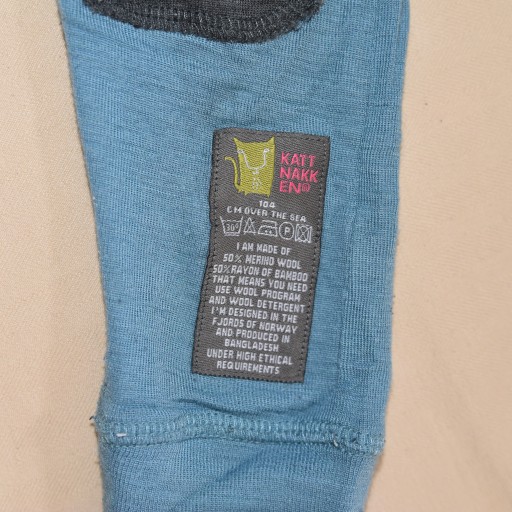 KATT
NAKK
EN®
104
CM OVER THE SEA
30°
P
I AM MADE OF
50% MERINO WOOL
50% RAYON OF BAMBOO
THAT MEANS YOU NEED
USE WOOL PROGRAM
AND WOOL DETERGENT
I'M DESIGNED IN THE
FJORDS OF NORWAY
AND PRODUCED IN
BANGLADESH
UNDER HIGH ETHICAL
REQUIREMENTS